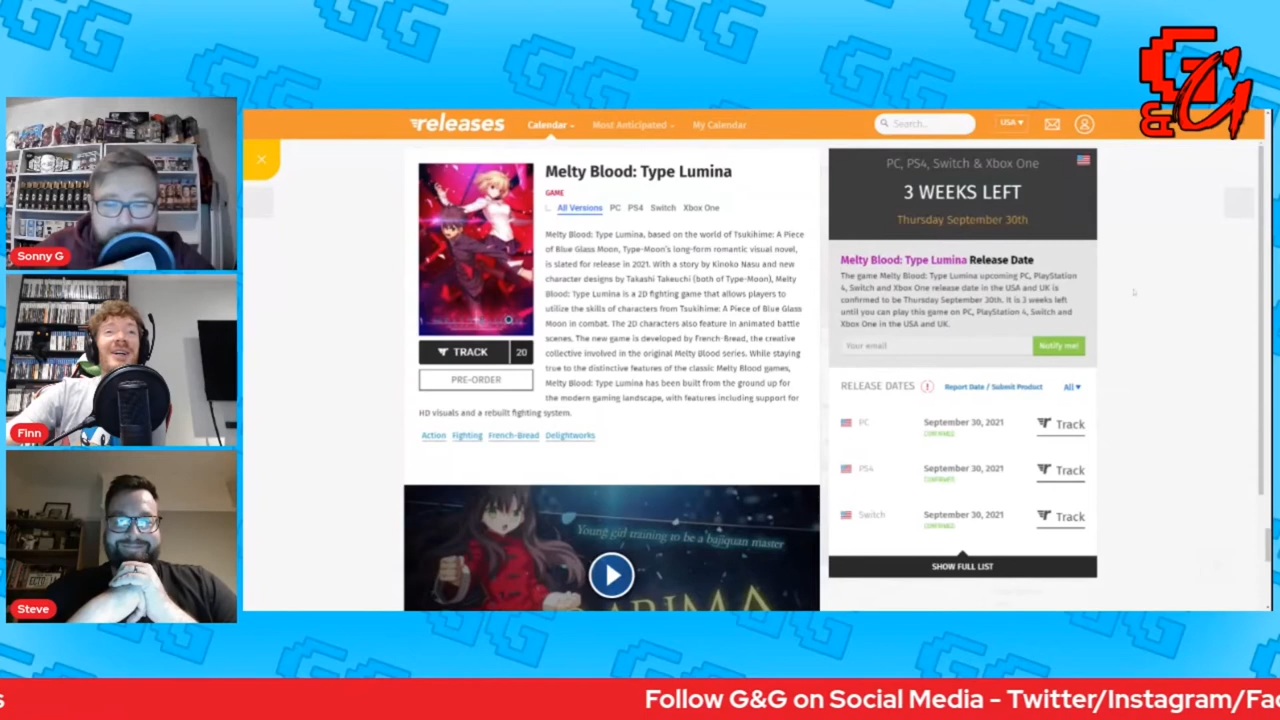 releases
Calendar
Most Anticipated
My Calendar
Search...
USA
Melty Blood: Type Lumina
GAME
All Versions PC PS4 Switch Xbox One
Melty Blood: Type Lumina, based on the world of Tsukihime: A Piece
of Blue Glass Moon, Type-Moon's long-form romantic visual novel,
is slated for release in 2021. With a story by Kinoko Nasu and new
character designs by Takashi Takeuchi (both of Type-Moon), Melty
Blood: Type Lumina is a 2D fighting game that allows players to
utilize the skills of characters from Tsukihime: A Piece of Blue Glass
Moon in combat. The 2D characters also feature in animated battle
scenes. The new game is developed by French-Bread, the creative
collective involved in the original Melty Blood series. While staying
true to the distinctive features of the classic Melty Blood games,
Melty Blood: Type Lumina has been built from the ground up for
the modern gaming landscape, with features including support for
HD visuals and a rebuilt fighting system.
TRACK 20
PRE-ORDER
Action Fighting French-Bread Delightworks
Young girl training to be a bajiquan master
PC, PS4, Switch & Xbox One
3 WEEKS LEFT
Thursday September 30th
Melty Blood: Type Lumina Release Date
The game Melty Blood: Type Lumina upcoming PC, PlayStation
4, Switch and Xbox One release date in the USA and UK is
confirmed to be Thursday September 30th. It is 3 weeks left
until you can play this game on PC, PlayStation 4, Switch and
Xbox One in the USA and UK.
Your email
Notify me!
RELEASE DATES
Report Date / Submit Product
All
PC September 30, 2021 Track
CONFIRMED
PS4 September 30, 2021 Track
CONFIRMED
Switch September 30, 2021 Track
CONFIRMED
SHOW FULL LIST
G&G
Sonny G
Finn
Steve
s
Follow G&G on Social Media - Twitter/Instagram/Fac